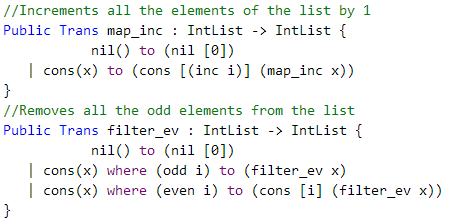 //Increments all the elements of the list by 1
Public Trans map_inc : IntList -> IntList {
nil() to (nil [0])
| cons(x) to (cons [(inc i)] (map_inc x))
}
//Removes all the odd elements from the list
Public Trans filter_ev : IntList -> IntList {
nil() to (nil [0])
| cons(x) where (odd i) to (filter_ev x)
| cons(x) where (even i) to (cons [i] (filter_ev x))
}